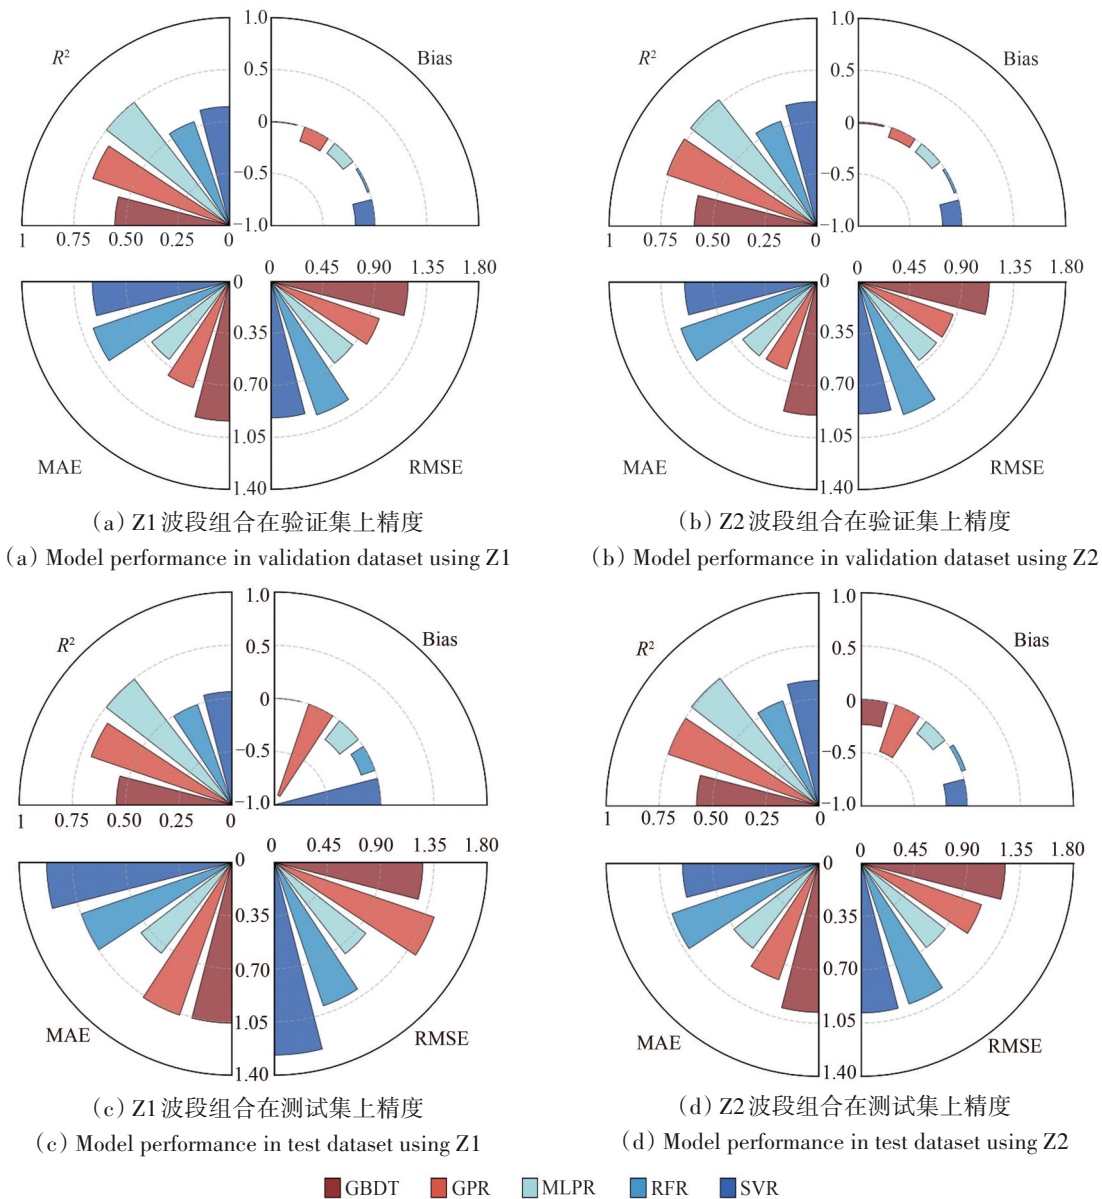 1.0 1.0
R² Bias R² Bias
0.5 0.5
0 0
−0.5 −0.5
−1.0 −1.0
1 0.75 0.50 0.25 0 1 0.75 0.50 0.25 0
0 0.45 0.90 1.35 1.80 0 0.45 0.90 1.35 1.80
0 0
0.35 0.35
0.70 0.70
1.05 1.05
MAE RMSE MAE RMSE
1.40 1.40
(a) Z1波段组合在验证集上精度 (b) Z2波段组合在验证集上精度
(a) Model performance in validation dataset using Z1 (b) Model performance in validation dataset using Z2
1.0 1.0
R² Bias R² Bias
0.5 0.5
0 0
−0.5 −0.5
−1.0 −1.0
1 0.75 0.50 0.25 0 1 0.75 0.50 0.25 0
0 0.45 0.90 1.35 1.80 0 0.45 0.90 1.35 1.80
0 0
0.35 0.35
0.70 0.70
1.05 1.05
MAE RMSE MAE RMSE
1.40 1.40
(c) Z1波段组合在测试集上精度 (d) Z2波段组合在测试集上精度
(c) Model performance in test dataset using Z1 (d) Model performance in test dataset using Z2
GBDT GPR MLPR RFR SVR